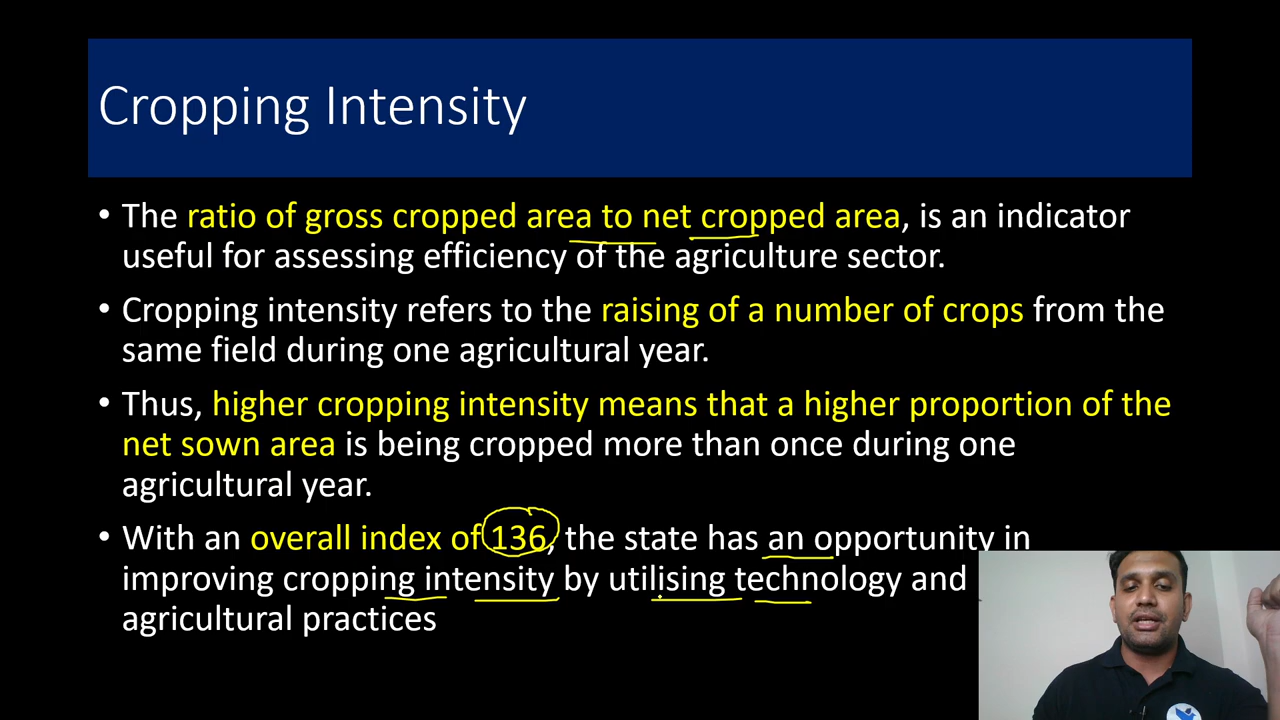 Cropping Intensity
• The ratio of gross cropped area to net cropped area, is an indicator
useful for assessing efficiency of the agriculture sector.
• Cropping intensity refers to the raising of a number of crops from the
same field during one agricultural year.
• Thus, higher cropping intensity means that a higher proportion of the
net sown area is being cropped more than once during one
agricultural year.
• With an overall index of 136, the state has an opportunity in
improving cropping intensity by utilising technology and
agricultural practices